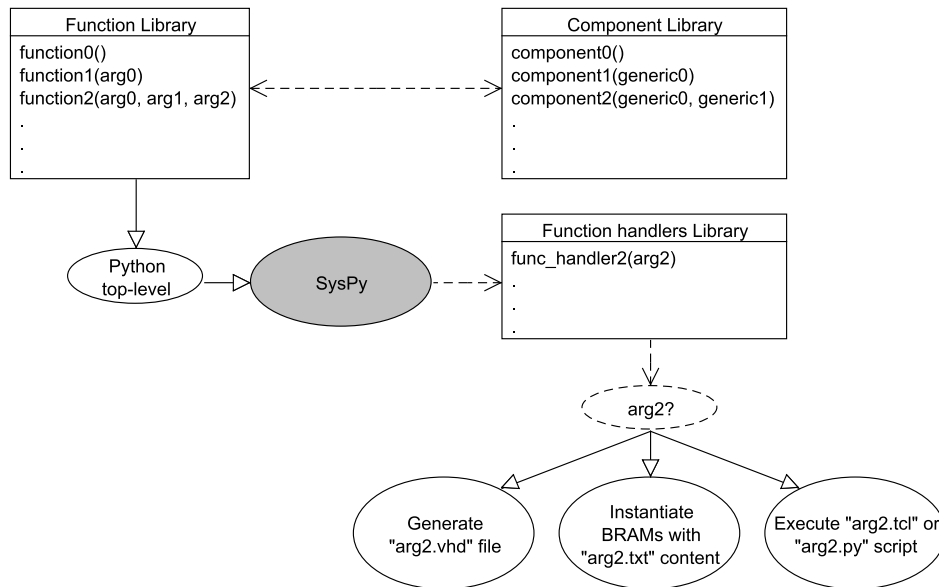 Function Library
function0()
function1(arg0)
function2(arg0, arg1, arg2)
.
.
.
Component Library
component0()
component1(generic0)
component2(generic0, generic1)
.
.
.
Python
top-level
SysPy
Function handlers Library
func_handler2(arg2)
.
.
.
arg2?
Generate
"arg2.vhd" file
Instantiate
BRAMs with
"arg2.txt" content
Execute "arg2.tcl" or
"arg2.py" script